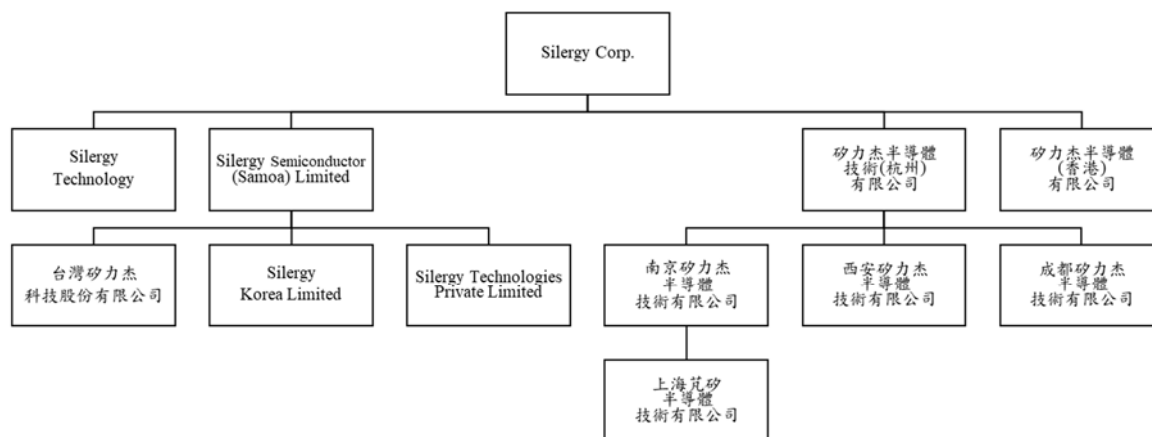 Silergy Corp.
Silergy
Technology
Silergy Semiconductor
(Samoa) Limited
矽力杰半導體
技術(杭州)
有限公司
矽力杰半導體
(香港)
有限公司
台灣矽力杰
科技股份有限公司
Silergy
Korea Limited
Silergy Technologies
Private Limited
南京矽力杰
半導體
技術有限公司
西安矽力杰
半導體
技術有限公司
成都矽力杰
半導體
技術有限公司
上海芃矽
半導體
技術有限公司